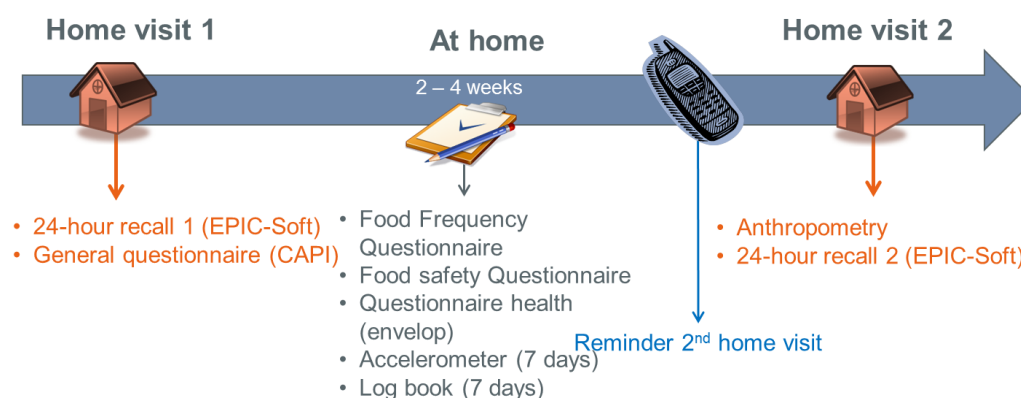 Home visit 1
At home
Home visit 2
2 – 4 weeks
• 24-hour recall 1 (EPIC-Soft)
• General questionnaire (CAPI)
• Food Frequency
Questionnaire
• Food safety Questionnaire
• Questionnaire health
(envelop)
• Accelerometer (7 days)
• Log book (7 days)
Reminder 2nd home visit
• Anthropometry
• 24-hour recall 2 (EPIC-Soft)